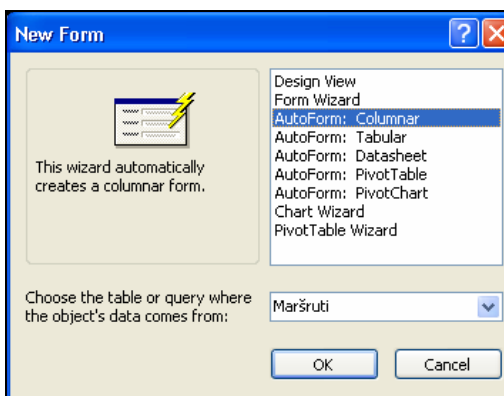 New Form
This wizard automatically
creates a columnar form.
Design View
Form Wizard
AutoForm: Columnar
AutoForm: Tabular
AutoForm: Datasheet
AutoForm: PivotTable
AutoForm: PivotChart
Chart Wizard
PivotTable Wizard
Choose the table or query where
the object's data comes from:
Maršruti
OK
Cancel